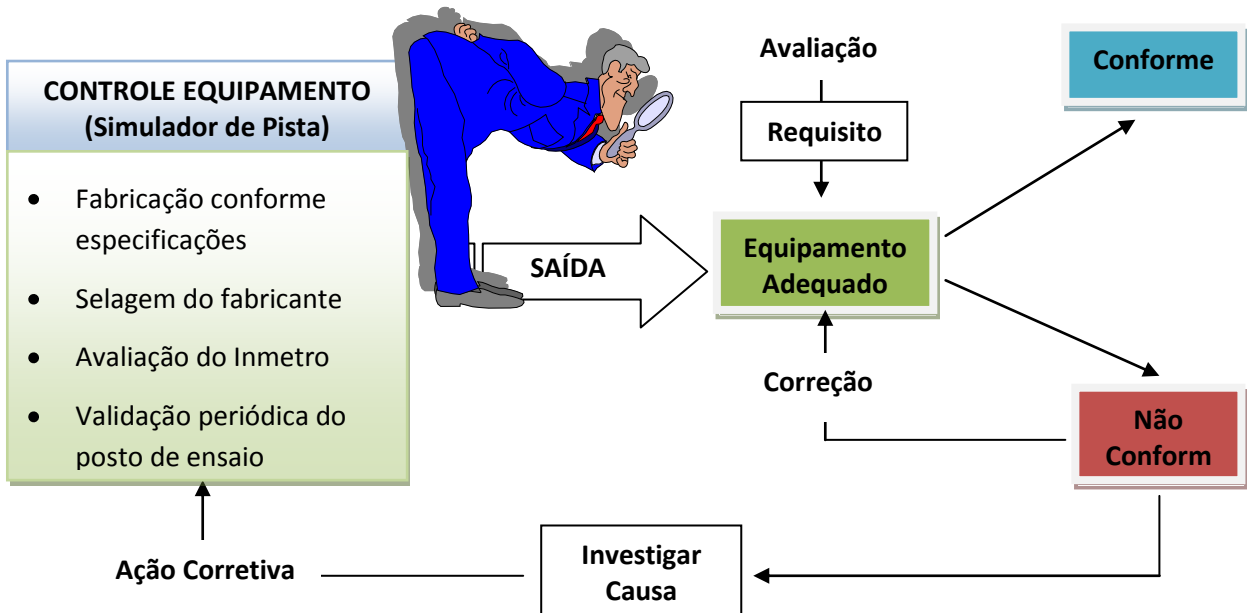 CONTROLE EQUIPAMENTO
(Simulador de Pista)
• Fabricação conforme
especificações
• Selagem do fabricante
• Avaliação do Inmetro
• Validação periódica do
posto de ensaio
SAÍDA
Avaliação
Requisito
Equipamento
Adequado
Conforme
Correção
Não
Conform
Investigar
Causa
Ação Corretiva